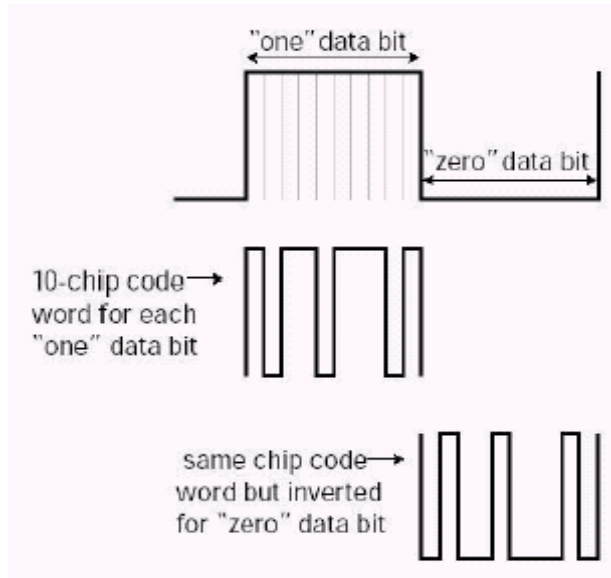 "one" data bit
"zero" data bit
10-chip code
word for each
"one" data bit
same chip code
word but inverted
for "zero" data bit